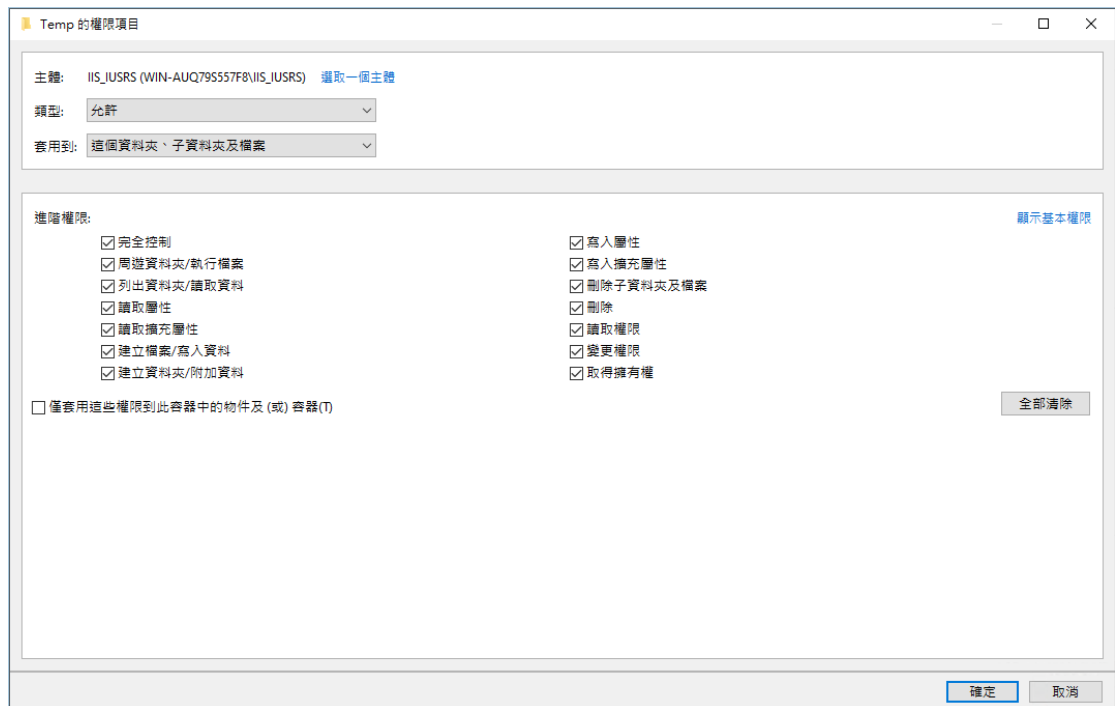 Temp 的權限項目
主體: IIS_IUSRS (WIN-AUQ79S557F8\IIS_IUSRS) 選取一個主體
類型: 允許
套用到: 這個資料夾、子資料夾及檔案
進階權限: 顯示基本權限
完全控制 寫入屬性
周遊資料夾/執行檔案 寫入擴充屬性
列出資料夾/讀取資料 刪除子資料夾及檔案
讀取屬性 刪除
讀取擴充屬性 讀取權限
建立檔案/寫入資料 變更權限
建立資料夾/附加資料 取得擁有權
僅套用這些權限到此容器中的物件及 (或) 容器(T) 全部清除
確定 取消